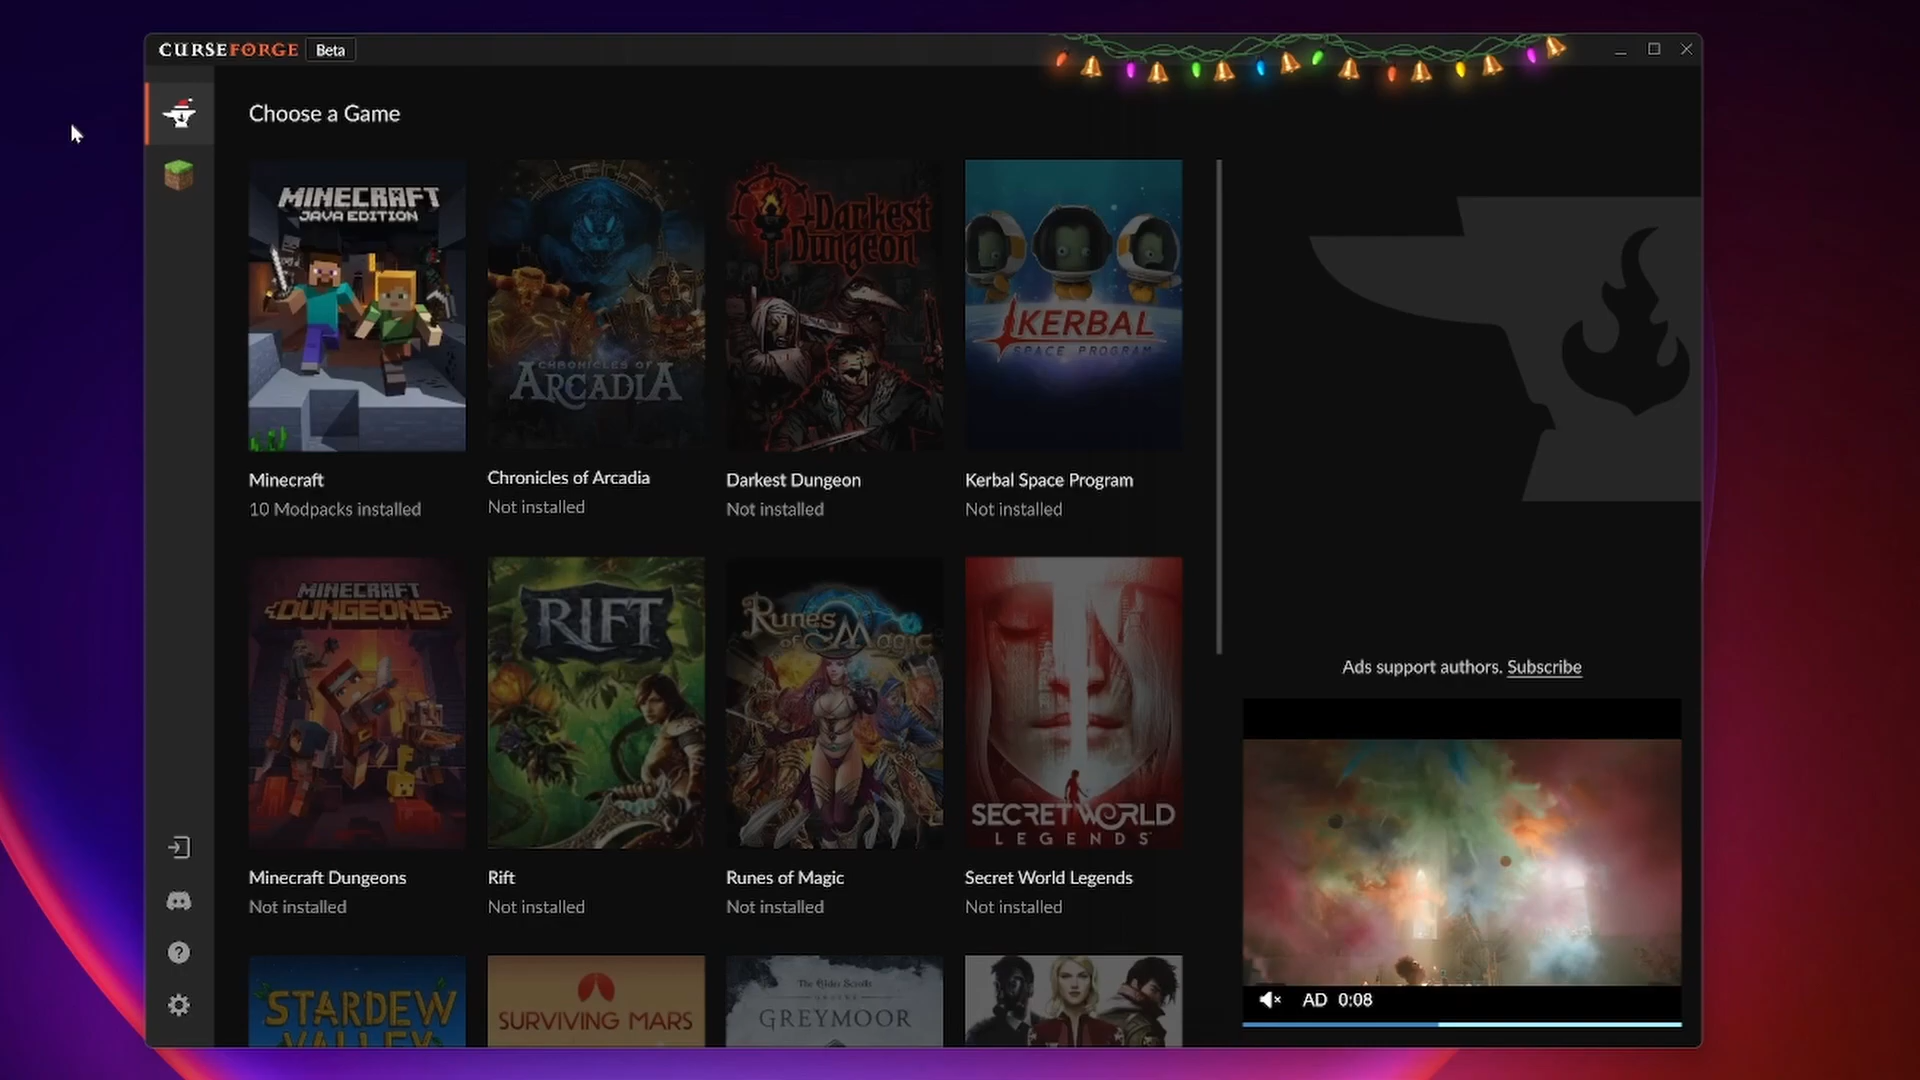 CURSEFORGE Beta
Choose a Game
MINECRAFT
JAVA EDITION
Minecraft
10 Modpacks installed
CHRONICLES OF
ARCADIA
Chronicles of Arcadia
Not installed
Darkest
Dungeon
Darkest Dungeon
Not installed
KERBAL
SPACE PROGRAM
Kerbal Space Program
Not installed
MINECRAFT
DUNGEONS
Minecraft Dungeons
Not installed
RIFT
Rift
Not installed
Runes
of Magic
Runes of Magic
Not installed
SECRET WORLD
LEGENDS
Secret World Legends
Not installed
STARDEW
VALLEY
SURVIVING MARS
The Elder Scrolls
ONLINE
GREYMOOR
Ads support authors. Subscribe
AD 0:08